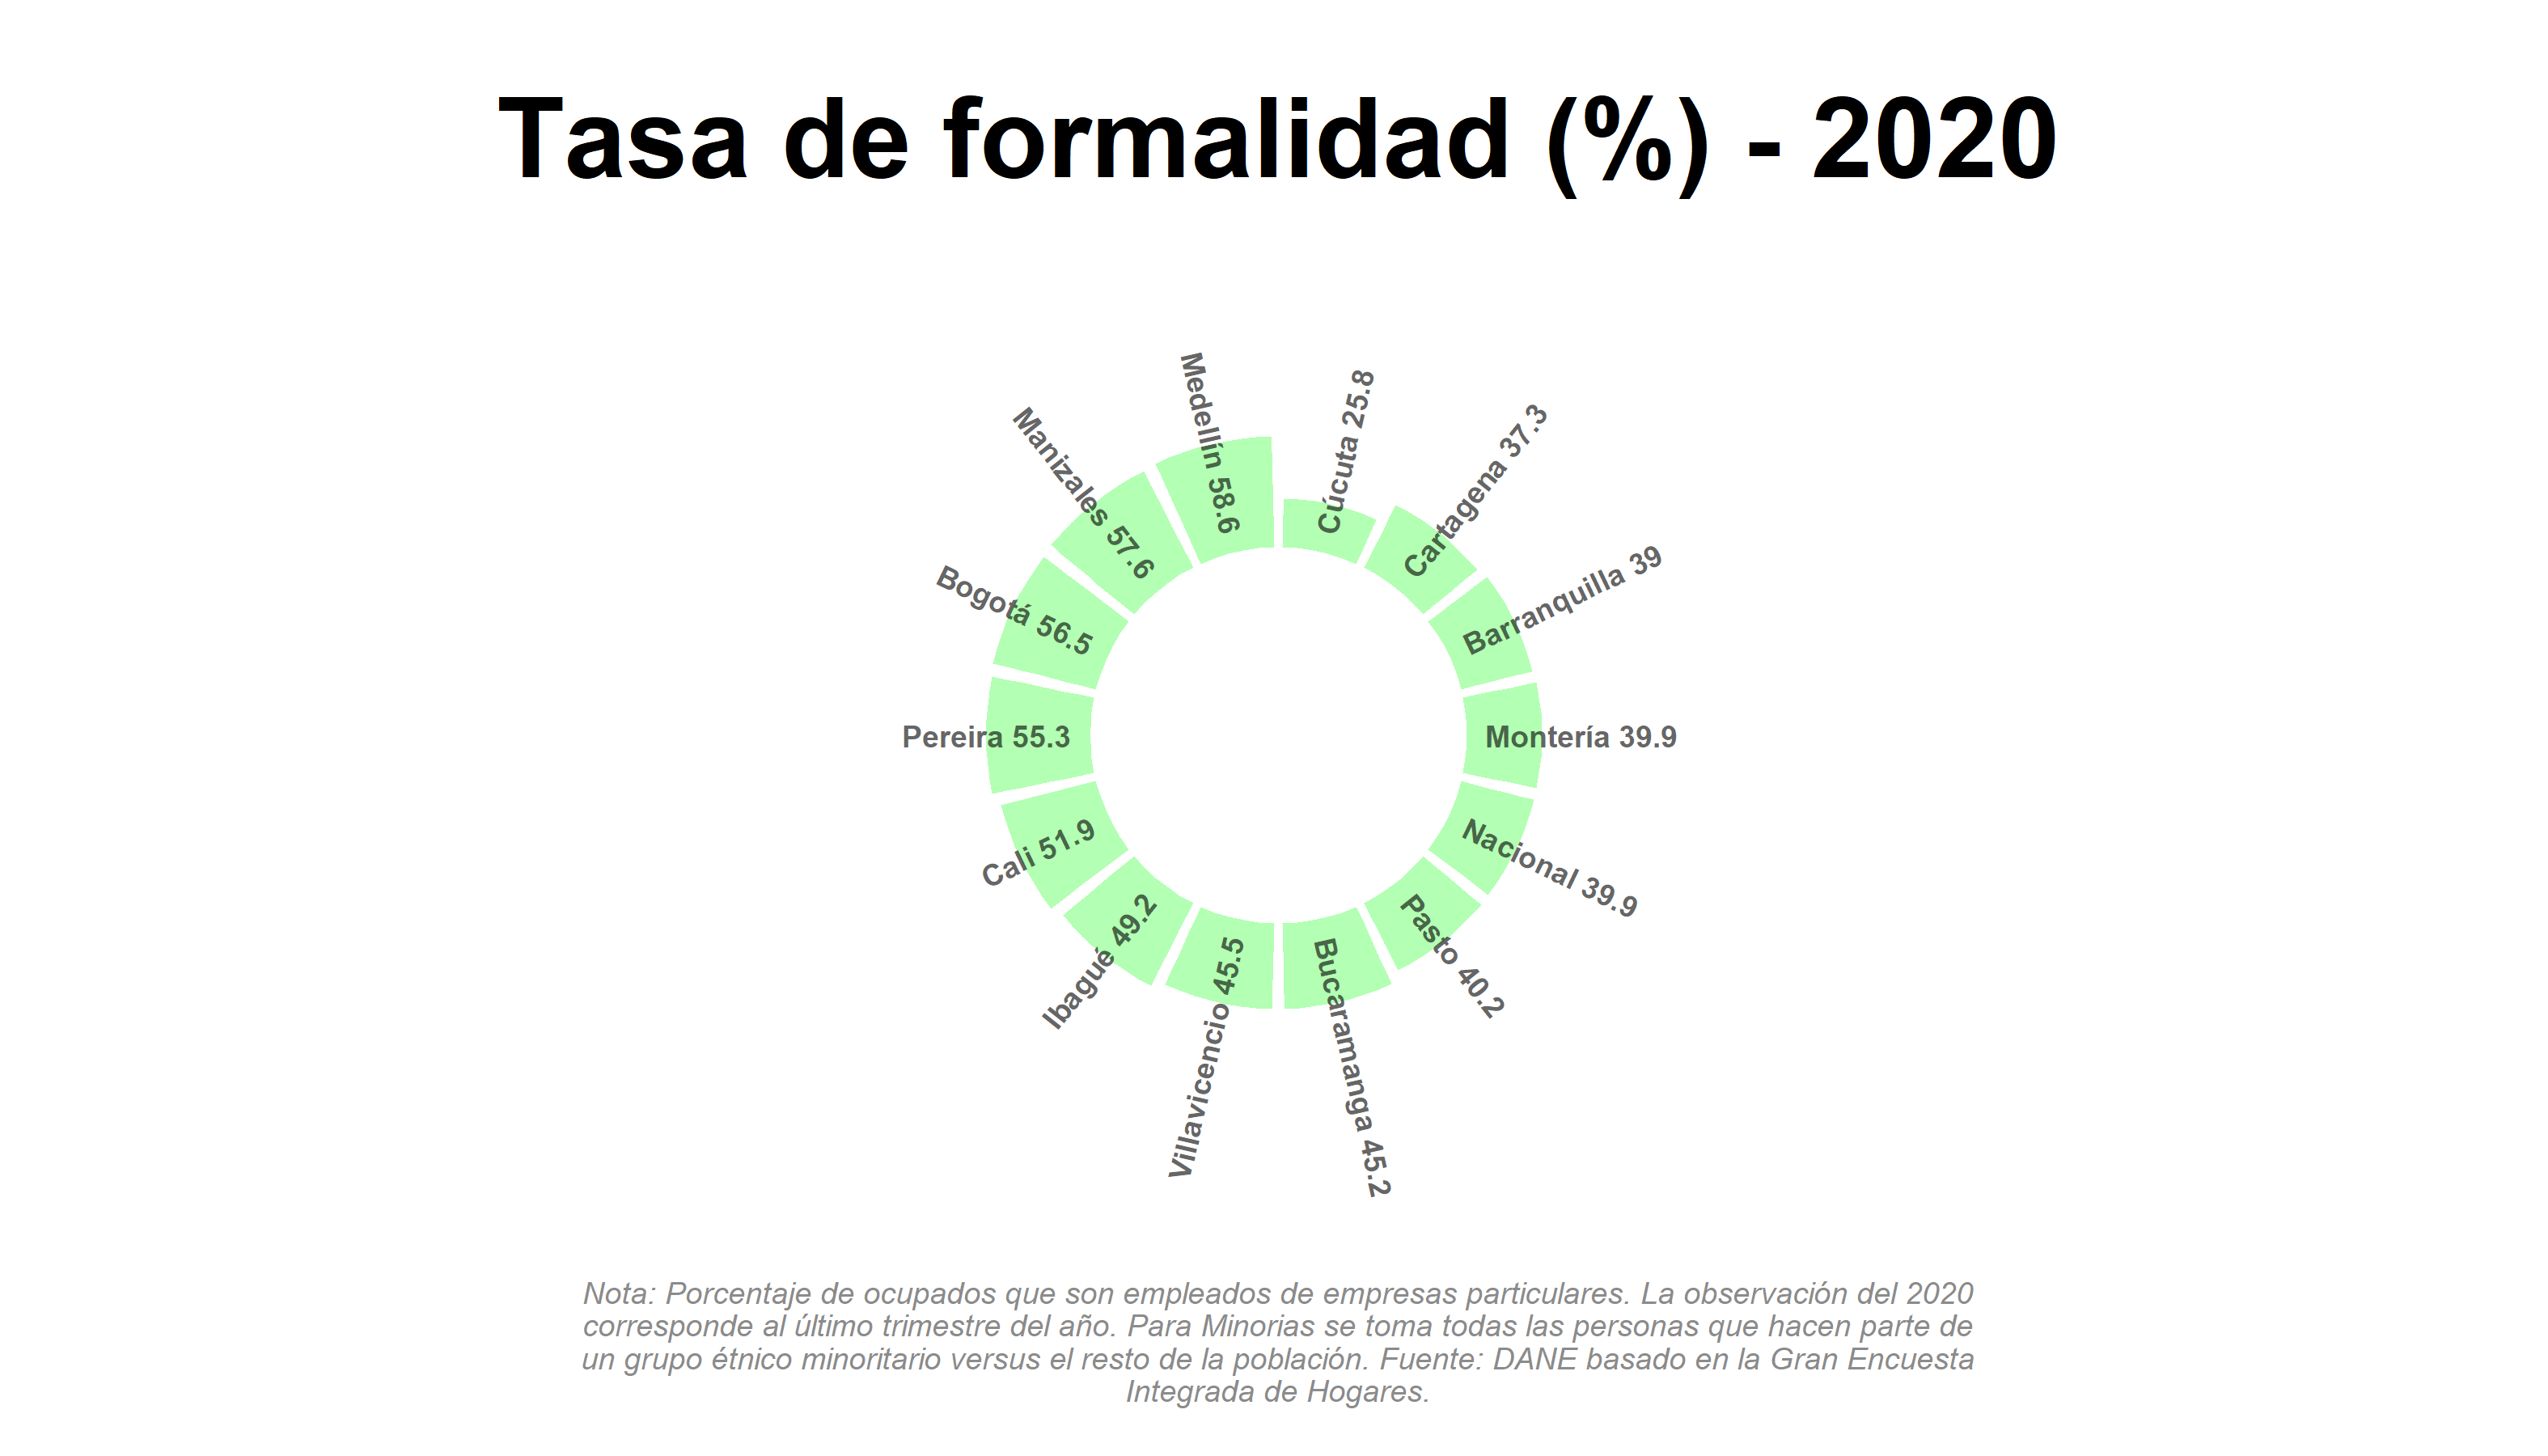 Tasa de formalidad (%) - 2020
Cúcuta 25.8
Cartagena 37.3
Barranquilla 39
Montería 39.9
Nacional 39.9
Pasto 40.2
Bucaramanga 45.2
Villavicencio 45.5
Ibagué 49.2
Cali 51.9
Pereira 55.3
Bogotá 56.5
Manizales 57.6
Medellín 58.6
Nota: Porcentaje de ocupados que son empleados de empresas particulares. La observación del 2020
corresponde al último trimestre del año. Para Minorias se toma todas las personas que hacen parte de
un grupo étnico minoritario versus el resto de la población. Fuente: DANE basado en la Gran Encuesta
Integrada de Hogares.